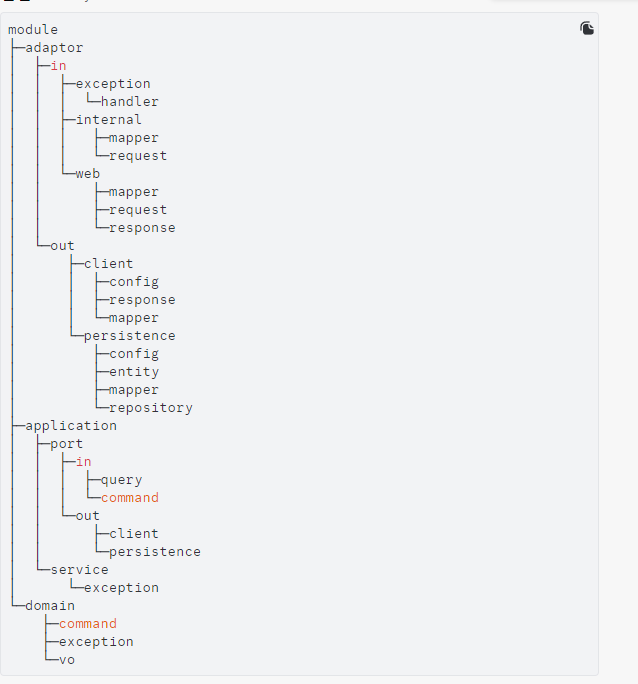 module
├─adaptor
│  ├─in
│  │  ├─exception
│  │  │  └─handler
│  │  ├─internal
│  │  │   ├─mapper
│  │  │   └─request
│  │  └─web
│  │      ├─mapper
│  │      ├─request
│  │      └─response
│  └─out
│      ├─client
│      │  ├─config
│      │  ├─response
│      │  └─mapper
│      └─persistence
│         ├─config
│         ├─entity
│         ├─mapper
│         └─repository
├─application
│  ├─port
│  │  ├─in
│  │  │  ├─query
│  │  │  └─command
│  │  └─out
│  │      ├─client
│  │      └─persistence
│  └─service
│      └─exception
└─domain
    ├─command
    ├─exception
    └─vo